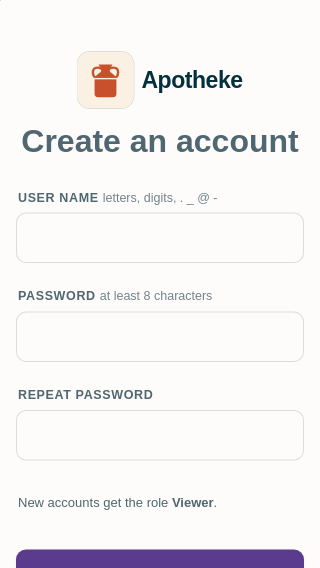 Apotheke
Create an account
USER NAME letters, digits, . _ @ -
PASSWORD at least 8 characters
REPEAT PASSWORD
New accounts get the role Viewer.